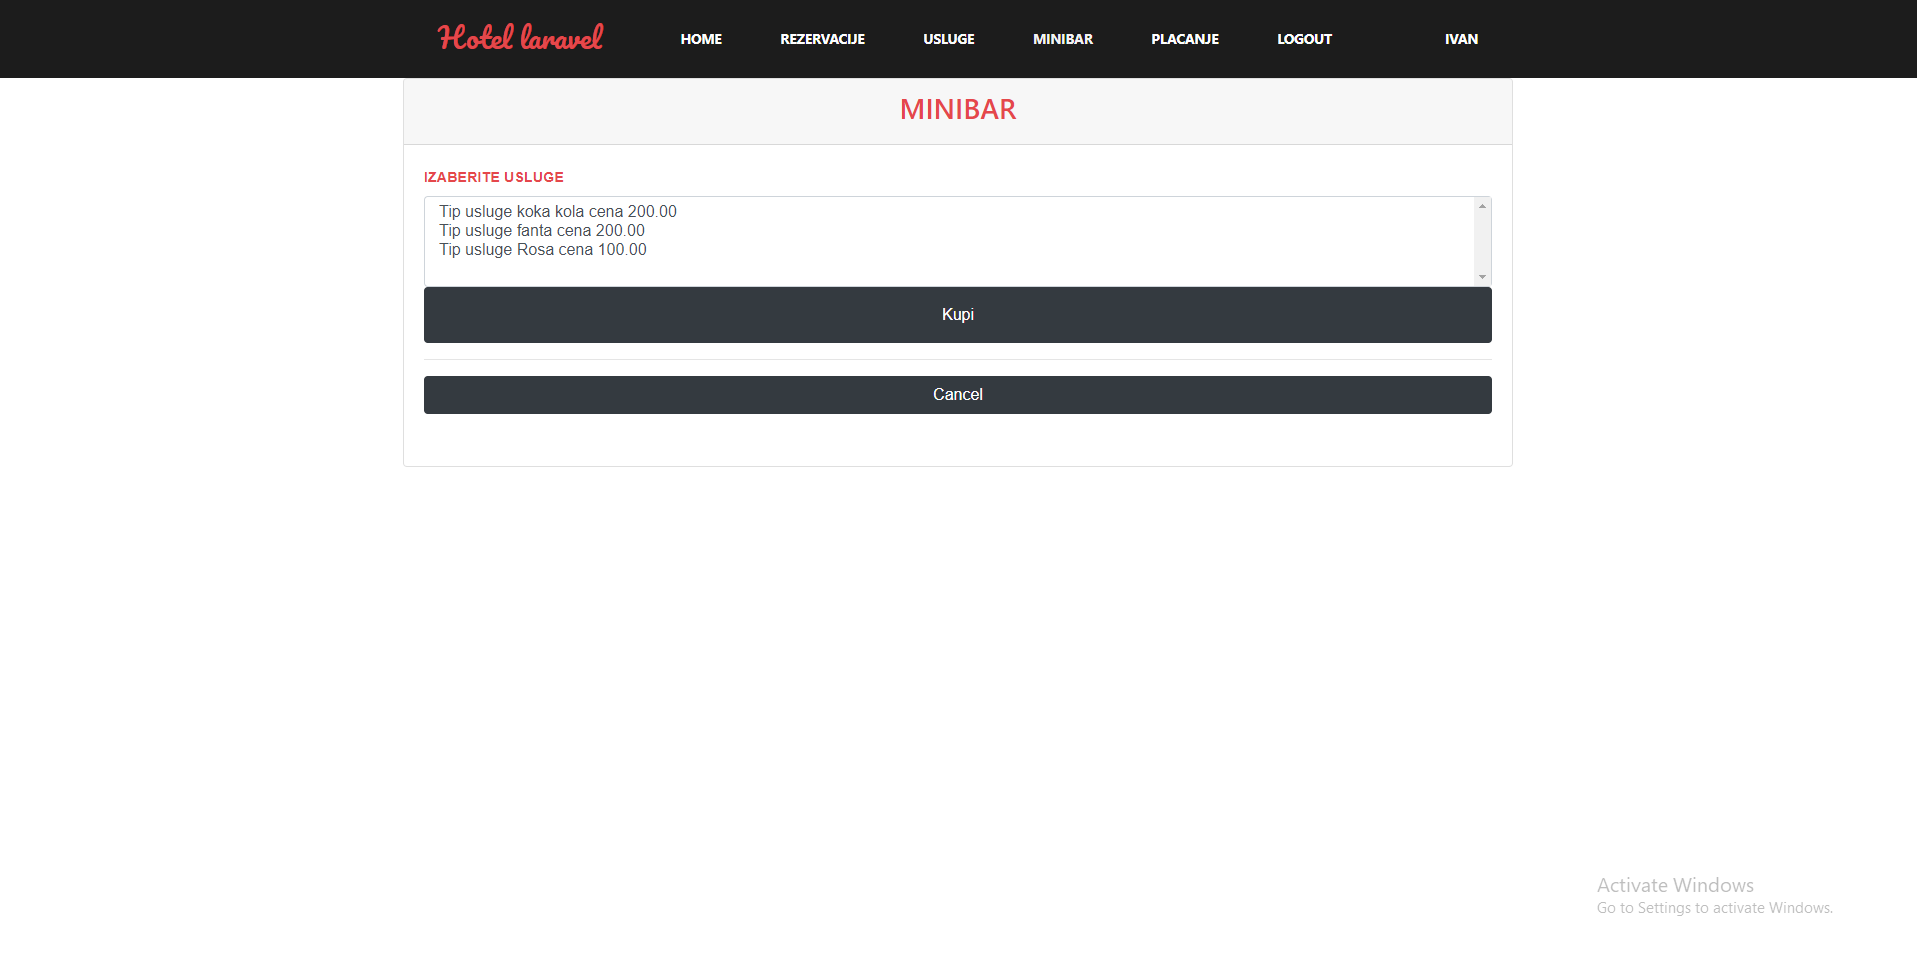 Hotel laravel HOME REZERVACIJE USLUGE MINIBAR PLACANJE LOGOUT IVAN
MINIBAR
IZABERITE USLUGE
Tip usluge koka kola cena 200.00
Tip usluge fanta cena 200.00
Tip usluge Rosa cena 100.00
Kupi
Cancel
Activate Windows
Go to Settings to activate Windows.